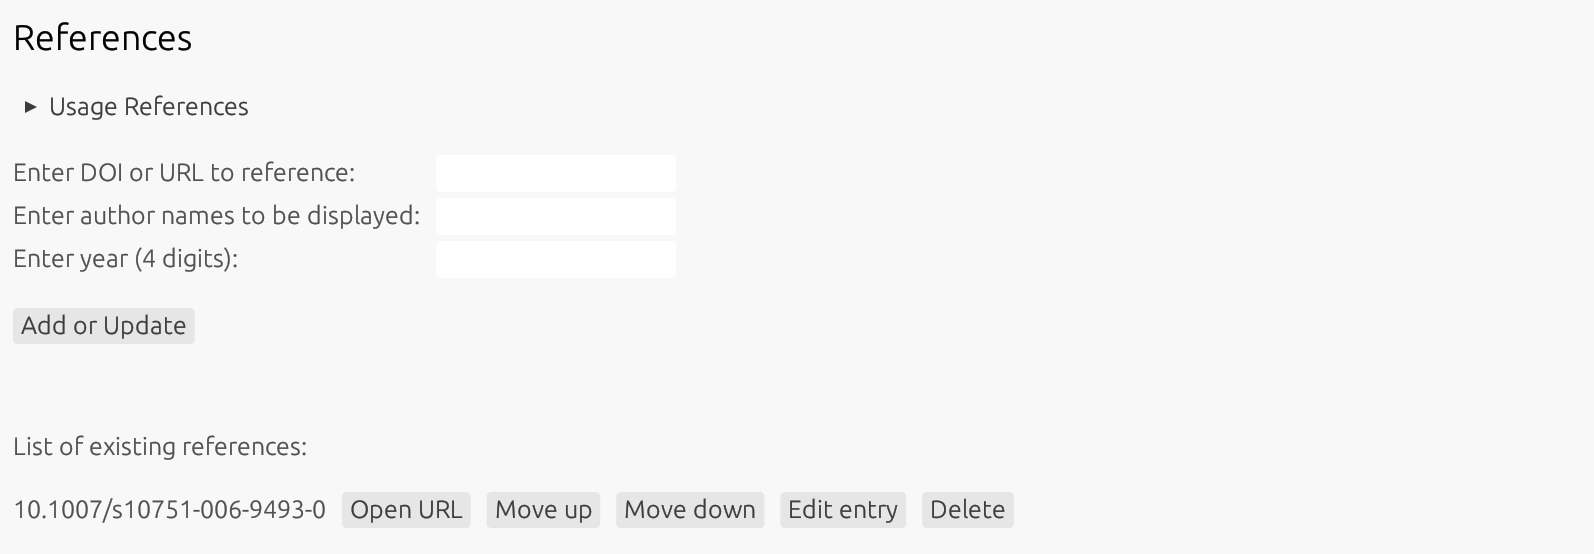 References
► Usage References
Enter DOI or URL to reference:
Enter author names to be displayed:
Enter year (4 digits):
Add or Update
List of existing references:
10.1007/s10751-006-9493-0 Open URL Move up Move down Edit entry Delete